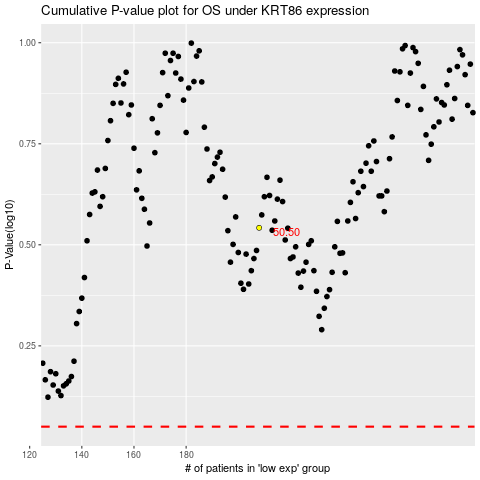 Cumulative P-value plot for OS under KRT86 expression
P-Value(log10)
1.00
0.75
0.50
0.25
50:50
120 140 160 180
# of patients in 'low exp' group